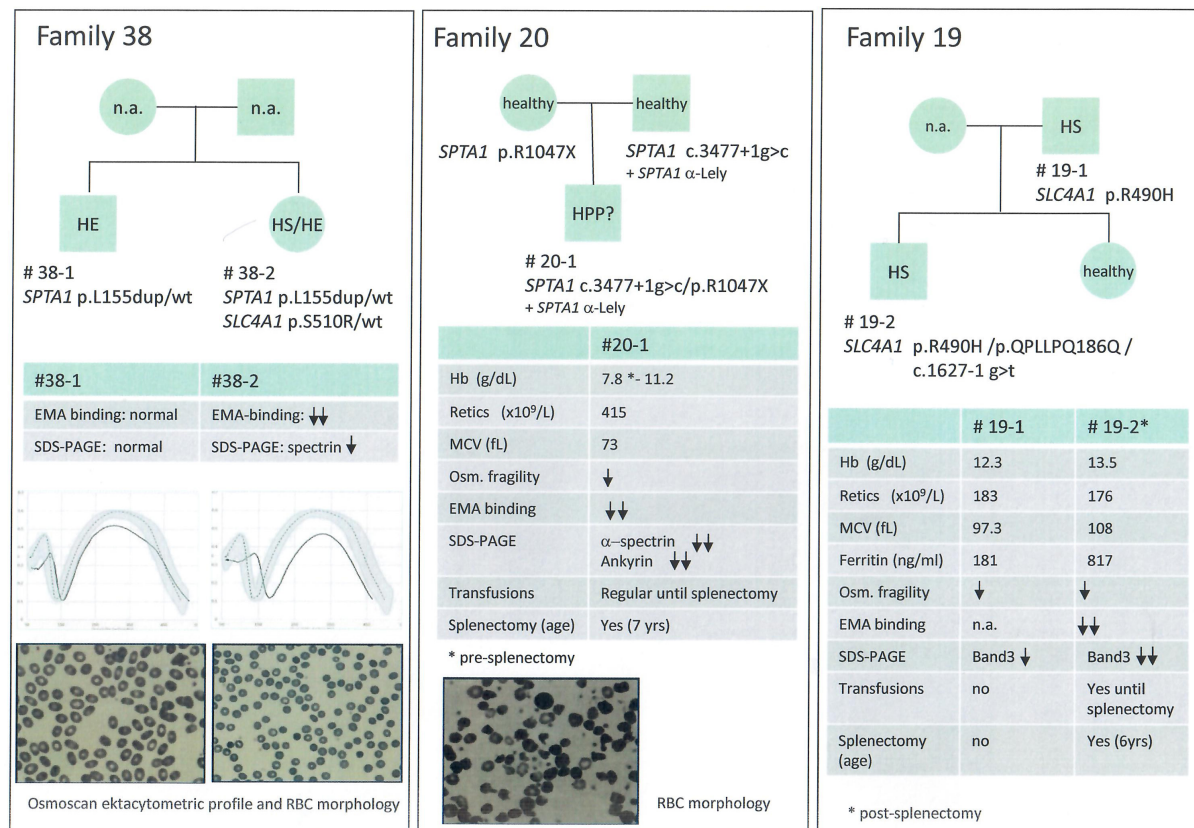 Family 38
n.a.
n.a.
HE
HS/HE
# 38-1
SPTA1 p.L155dup/wt
# 38-2
SPTA1 p.L155dup/wt
SLC4A1 p.S510R/wt
#38-1 #38-2
EMA binding: normal EMA-binding: ↓↓
SDS-PAGE: normal SDS-PAGE: spectrin ↓
Osmoscan ektacytometric profile and RBC morphology
Family 20
healthy
healthy
SPTA1 p.R1047X
SPTA1 c.3477+1g>c
+ SPTA1 α-Lely
HPP?
# 20-1
SPTA1 c.3477+1g>c/p.R1047X
+ SPTA1 α-Lely
#20-1
Hb (g/dL) 7.8 *- 11.2
Retics (x10⁹/L) 415
MCV (fL) 73
Osm. fragility ↓
EMA binding ↓↓
SDS-PAGE α–spectrin ↓↓
Ankyrin ↓↓
Transfusions Regular until splenectomy
Splenectomy (age) Yes (7 yrs)
* pre-splenectomy
RBC morphology
Family 19
n.a.
HS
# 19-1
SLC4A1 p.R490H
HS
healthy
# 19-2
SLC4A1 p.R490H /p.QPLLPQ186Q /
c.1627-1 g>t
# 19-1 # 19-2*
Hb (g/dL) 12.3 13.5
Retics (x10⁹/L) 183 176
MCV (fL) 97.3 108
Ferritin (ng/ml) 181 817
Osm. fragility ↓ ↓
EMA binding n.a. ↓↓
SDS-PAGE Band3 ↓ Band3 ↓↓
Transfusions no Yes until
splenectomy
Splenectomy no Yes (6yrs)
(age)
* post-splenectomy